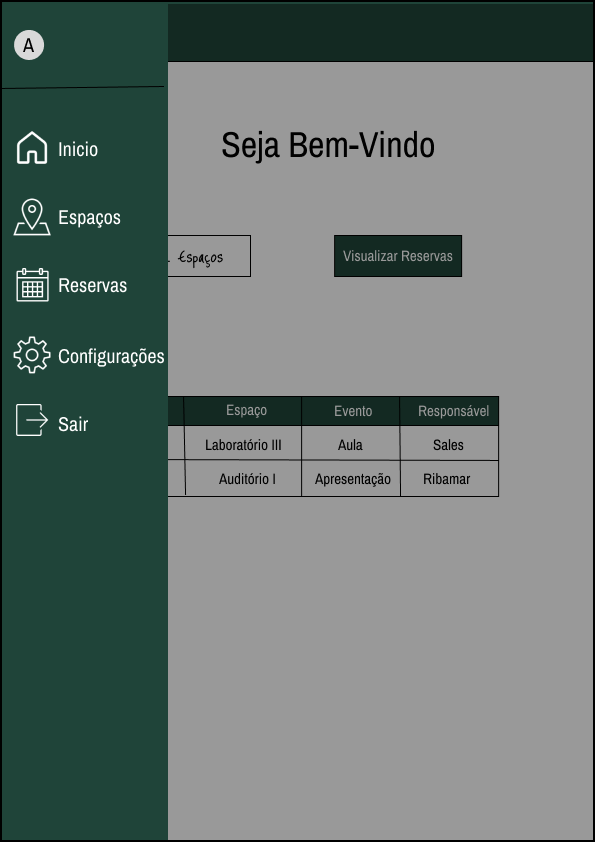 A
Inicio
Espaços
Reservas
Configurações
Sair
Seja Bem-Vindo
Espaços
Visualizar Reservas
Espaço Evento Responsável
Laboratório III Aula Sales
Auditório I Apresentação Ribamar